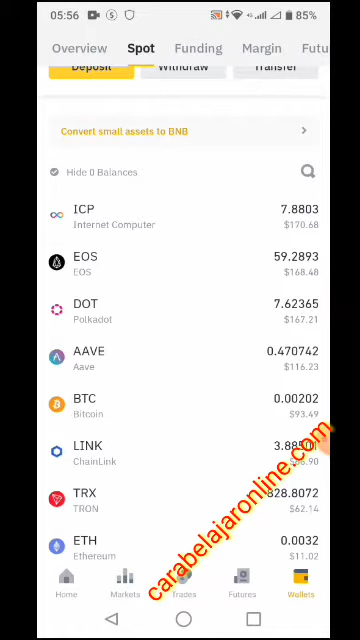 05:56 85%
Overview Spot Funding Margin Futu
Deposit Withdraw Transfer
Convert small assets to BNB
Hide 0 Balances
ICP 7.8803
Internet Computer $170.68
EOS 59.2893
EOS $168.48
DOT 7.62365
Polkadot $167.21
AAVE 0.470742
Aave $116.23
BTC 0.00202
Bitcoin $93.49
LINK
ChainLink
TRX 828.8072
TRON $62.14
ETH 0.0032
Ethereum $11.02
carabelajaronline.com
Home Markets Trades Futures Wallets